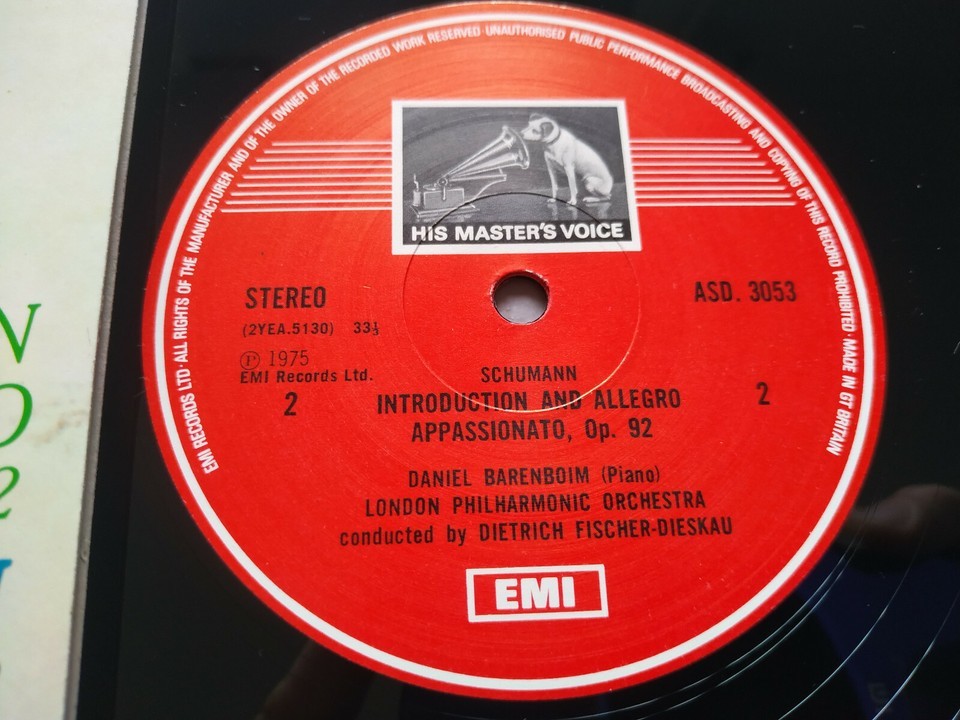 EMI RECORDS LTD · ALL RIGHTS OF THE MANUFACTURER AND OF THE OWNER OF THE RECORDED WORK RESERVED · UNAUTHORISED PUBLIC PERFORMANCE BROADCASTING AND COPYING OF THIS RECORD PROHIBITED · MADE IN GT BRITAIN
HIS MASTER'S VOICE
STEREO
ASD. 3053
(2YEA.5130) 33⅓
℗ 1975
EMI Records Ltd.
2
2
SCHUMANN
INTRODUCTION AND ALLEGRO
APPASSIONATO, Op. 92
DANIEL BARENBOIM (Piano)
LONDON PHILHARMONIC ORCHESTRA
conducted by DIETRICH FISCHER-DIESKAU
EMI
N
O
2